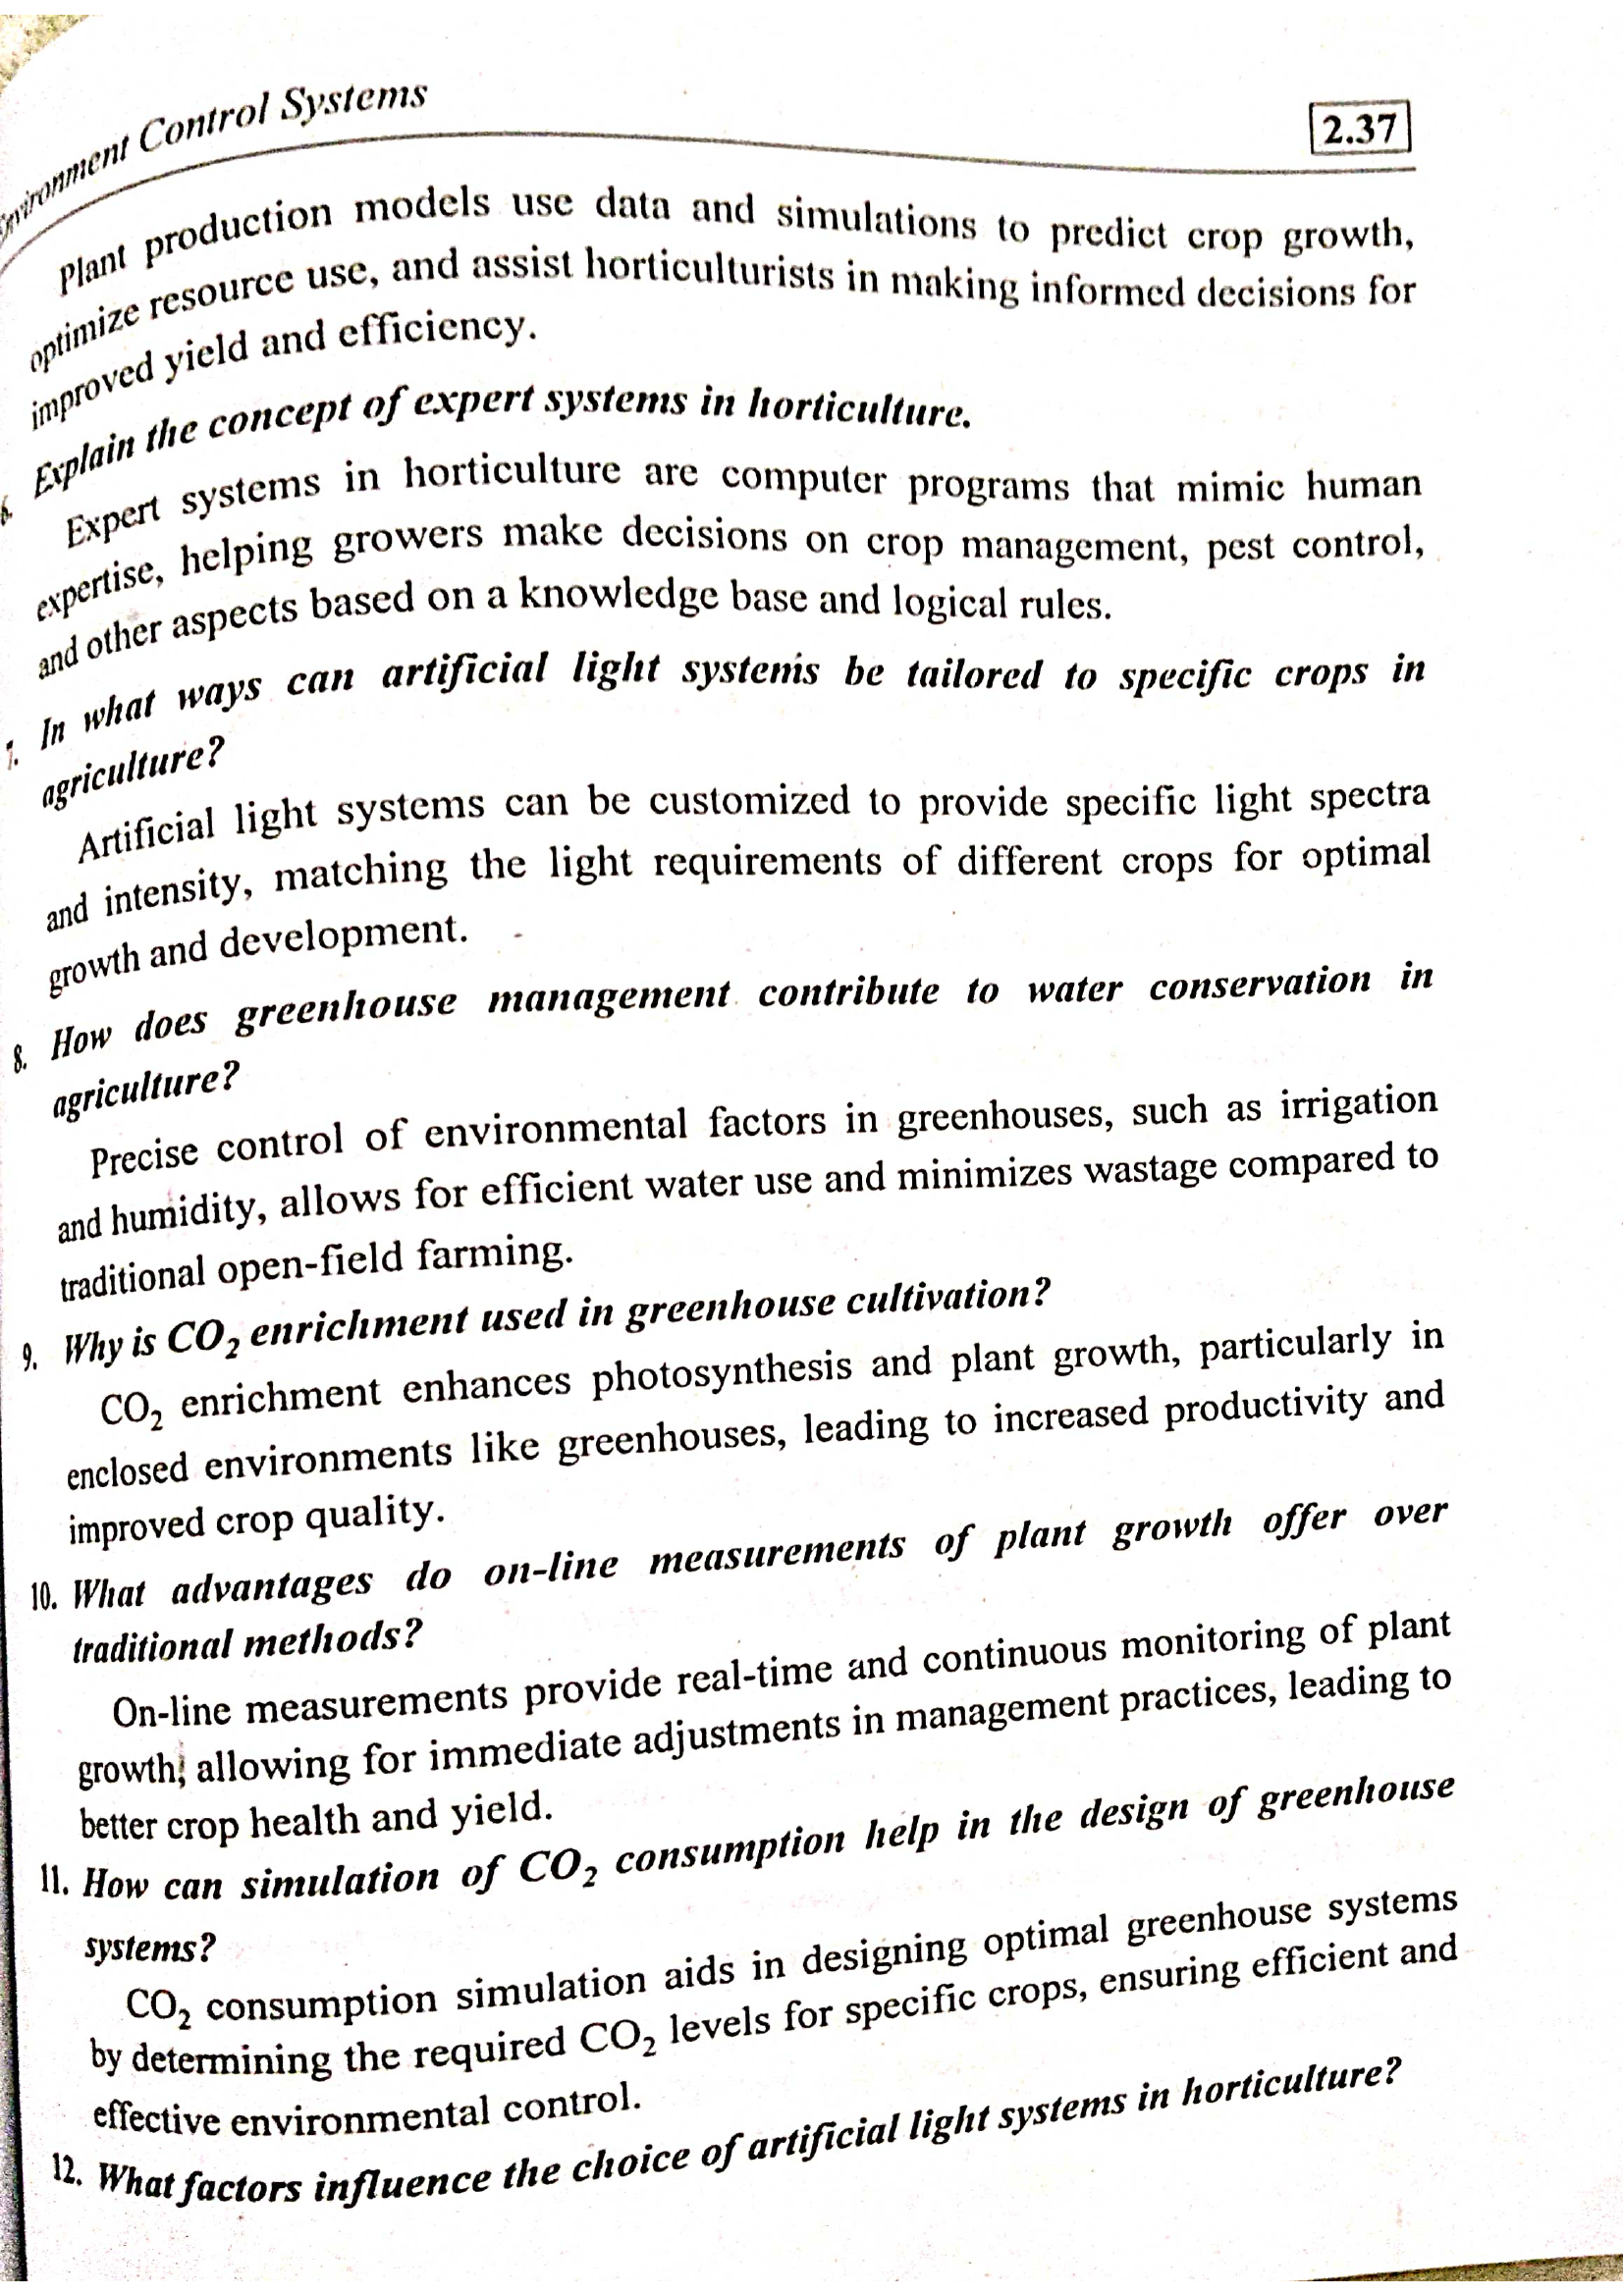 Environment Control Systems
2.37
Plant production models use data and simulations to predict crop growth,
optimize resource use, and assist horticulturists in making informed decisions for
improved yield and efficiency.
6. Explain the concept of expert systems in horticulture.
Expert systems in horticulture are computer programs that mimic human
expertise, helping growers make decisions on crop management, pest control,
and other aspects based on a knowledge base and logical rules.
7. In what ways can artificial light systems be tailored to specific crops in
agriculture?
Artificial light systems can be customized to provide specific light spectra
and intensity, matching the light requirements of different crops for optimal
growth and development.
8. How does greenhouse management contribute to water conservation in
agriculture?
Precise control of environmental factors in greenhouses, such as irrigation
and humidity, allows for efficient water use and minimizes wastage compared to
traditional open-field farming.
9. Why is CO₂ enrichment used in greenhouse cultivation?
CO₂ enrichment enhances photosynthesis and plant growth, particularly in
enclosed environments like greenhouses, leading to increased productivity and
improved crop quality.
10. What advantages do on-line measurements of plant growth offer over
traditional methods?
On-line measurements provide real-time and continuous monitoring of plant
growth; allowing for immediate adjustments in management practices, leading to
better crop health and yield.
11. How can simulation of CO₂ consumption help in the design of greenhouse
systems?
CO₂ consumption simulation aids in designing optimal greenhouse systems
by determining the required CO₂ levels for specific crops, ensuring efficient and
effective environmental control.
12. What factors influence the choice of artificial light systems in horticulture?